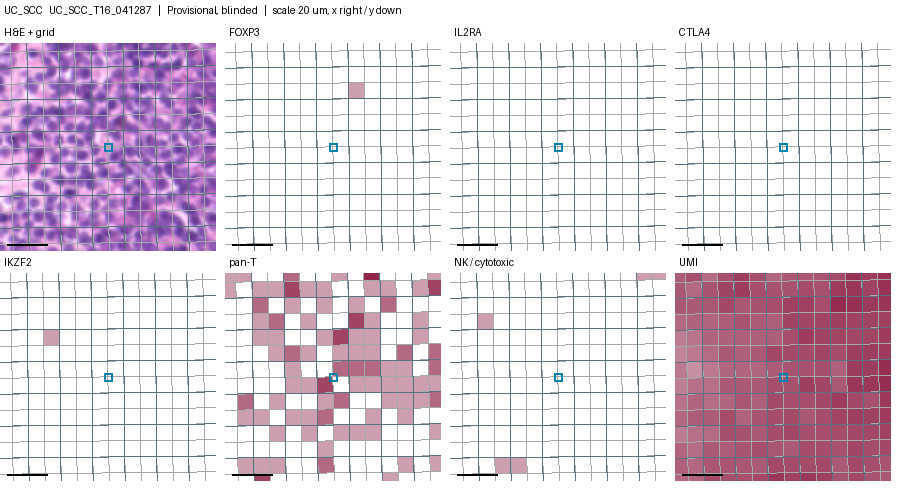 UC_SCC UC_SCC_T16_041287 | Provisional, blinded | scale 20 um, x right / y down
H&E + grid
FOXP3
IL2RA
CTLA4
IKZF2
pan-T
NK / cytotoxic
UMI